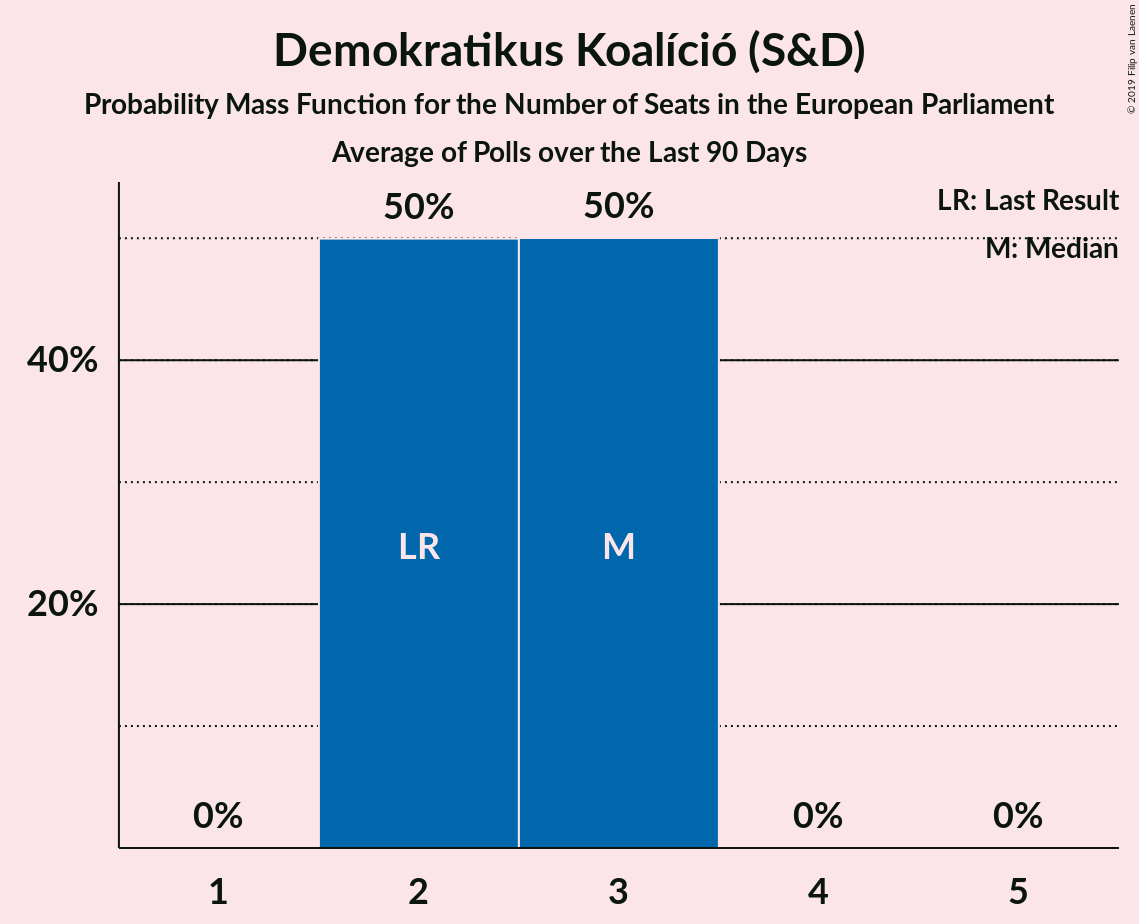 Demokratikus Koalíció (S&D)
Probability Mass Function for the Number of Seats in the European Parliament
Average of Polls over the Last 90 Days
© 2019 Filip van Laenen
LR: Last Result
M: Median
50%
50%
40%
20%
LR
M
0%
0%
0%
1
2
3
4
5